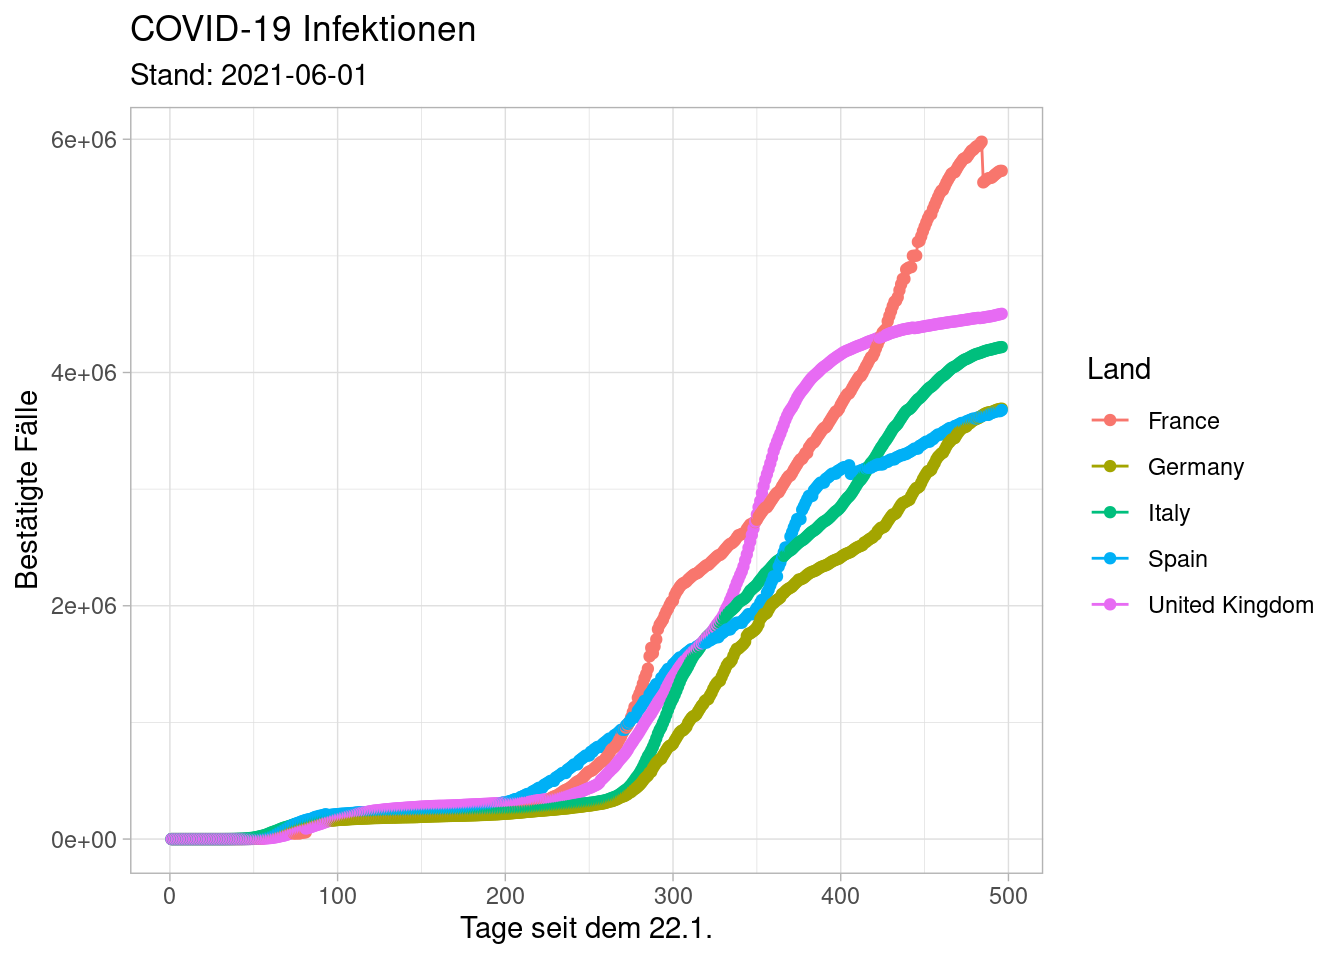 COVID-19 Infektionen
Stand: 2021-06-01
Bestätigte Fälle
6e+06
4e+06
2e+06
0e+00
0
100
200
300
400
500
Tage seit dem 22.1.
Land
France
Germany
Italy
Spain
United Kingdom